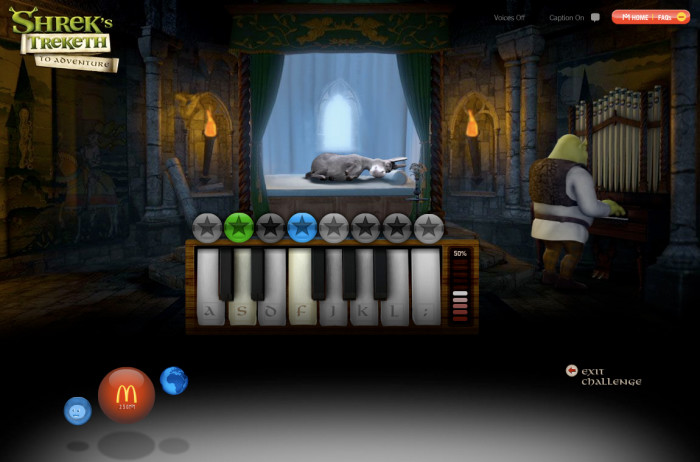 SHREK'S
TREKETH
TO ADVENTURE
Voices Off
Caption On
HOME | FAQs
50%
A S D F J K L ;
EXIT
CHALLENGE